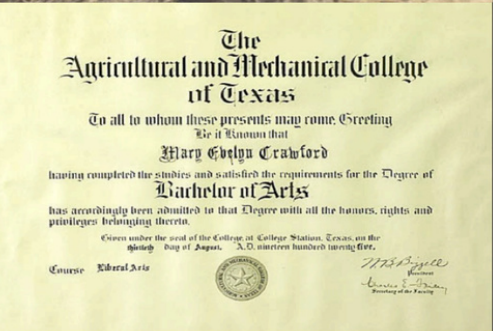 The
Agricultural and Mechanical College
of Texas
To all to whom these presents may come, Greeting
Be it Known that
Mary Evelyn Crawford
having completed the studies and satisfied the requirements for the Degree of
Bachelor of Arts
has accordingly been admitted to that Degree with all the honors, rights and
privileges belonging thereto.
Given under the seal of the College at College Station, Texas, on the
thirtieth day of August, A.D. nineteen hundred twenty five.
Course Liberal Arts
W.B. Bizzell
President
Charles E.
Secretary of the Faculty